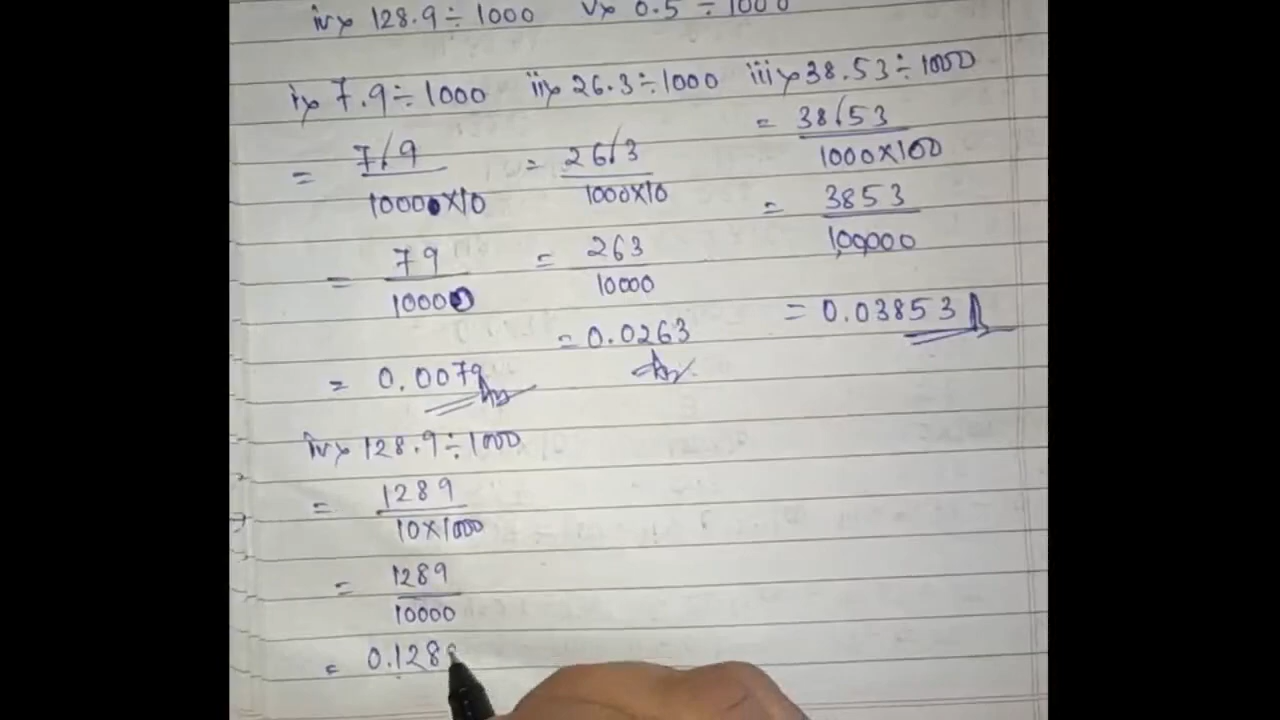 iv> 128.9 ÷ 1000 v> 0.5 ÷ 1000
i> 7.9 ÷ 1000 ii> 26.3 ÷ 1000 iii> 38.53 ÷ 1000
= 7/9 = 26/3 = 38/53
10000×10 1000×10 1000×100
= 3853
100000
= 79 = 263
10000 10000
= 0.0079 = 0.0263 = 0.03853
iv> 128.9 ÷ 1000
= 1289
10×1000
= 1289
10000
= 0.1289